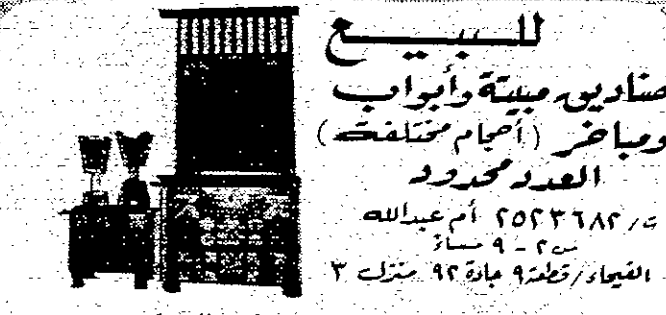 للبيع
صناديق مبيتة وأبواب
ومباخر (أحجام مختلفة)
العدد محدود
ت/ ٢٥٢٣٦٨٢ أم عبدالله
من ٢ - ٩ مساءً
الفيحاء/ قطعة ٩ جادة ٩٢ منزل ٣